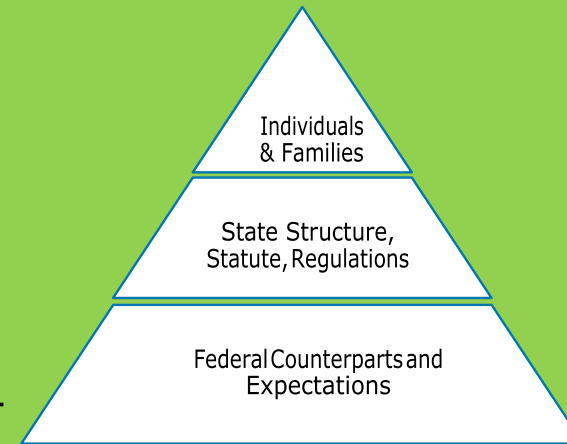 Individuals
& Families
State Structure,
Statute, Regulations
Federal Counterparts and
Expectations